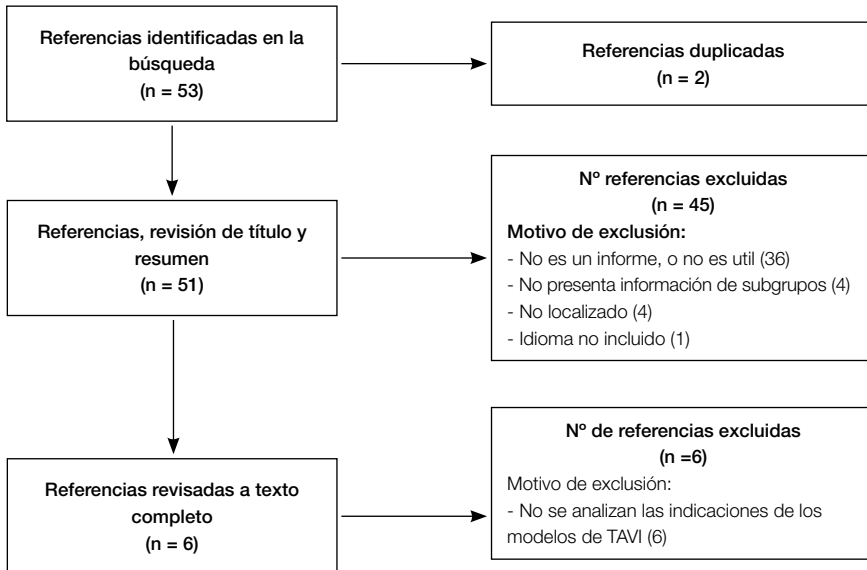 Referencias identificadas en la
búsqueda
(n = 53)
Referencias duplicadas
(n = 2)
Referencias, revisión de título y
resumen
(n = 51)
Nº referencias excluidas
(n = 45)
Motivo de exclusión:
- No es un informe, o no es util (36)
- No presenta información de subgrupos (4)
- No localizado (4)
- Idioma no incluido (1)
Referencias revisadas a texto
completo
(n = 6)
Nº de referencias excluidas
(n =6)
Motivo de exclusión:
- No se analizan las indicaciones de los
modelos de TAVI (6)